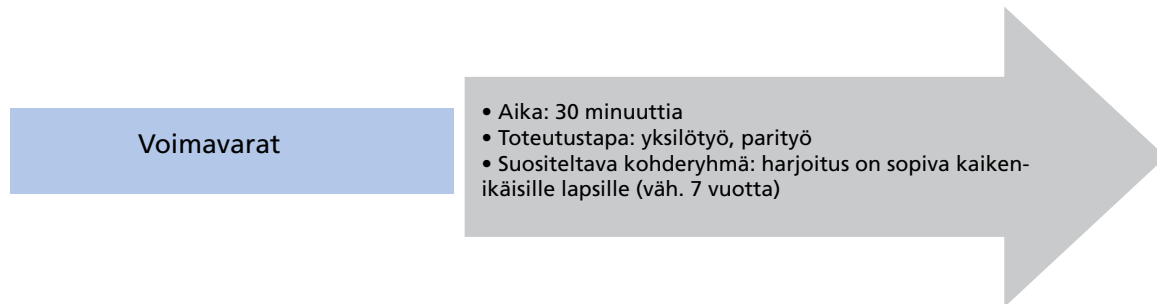 Voimavarat
• Aika: 30 minuuttia
• Toteutustapa: yksilötyö, parityö
• Suositeltava kohderyhmä: harjoitus on sopiva kaiken-
ikäisille lapsille (väh. 7 vuotta)